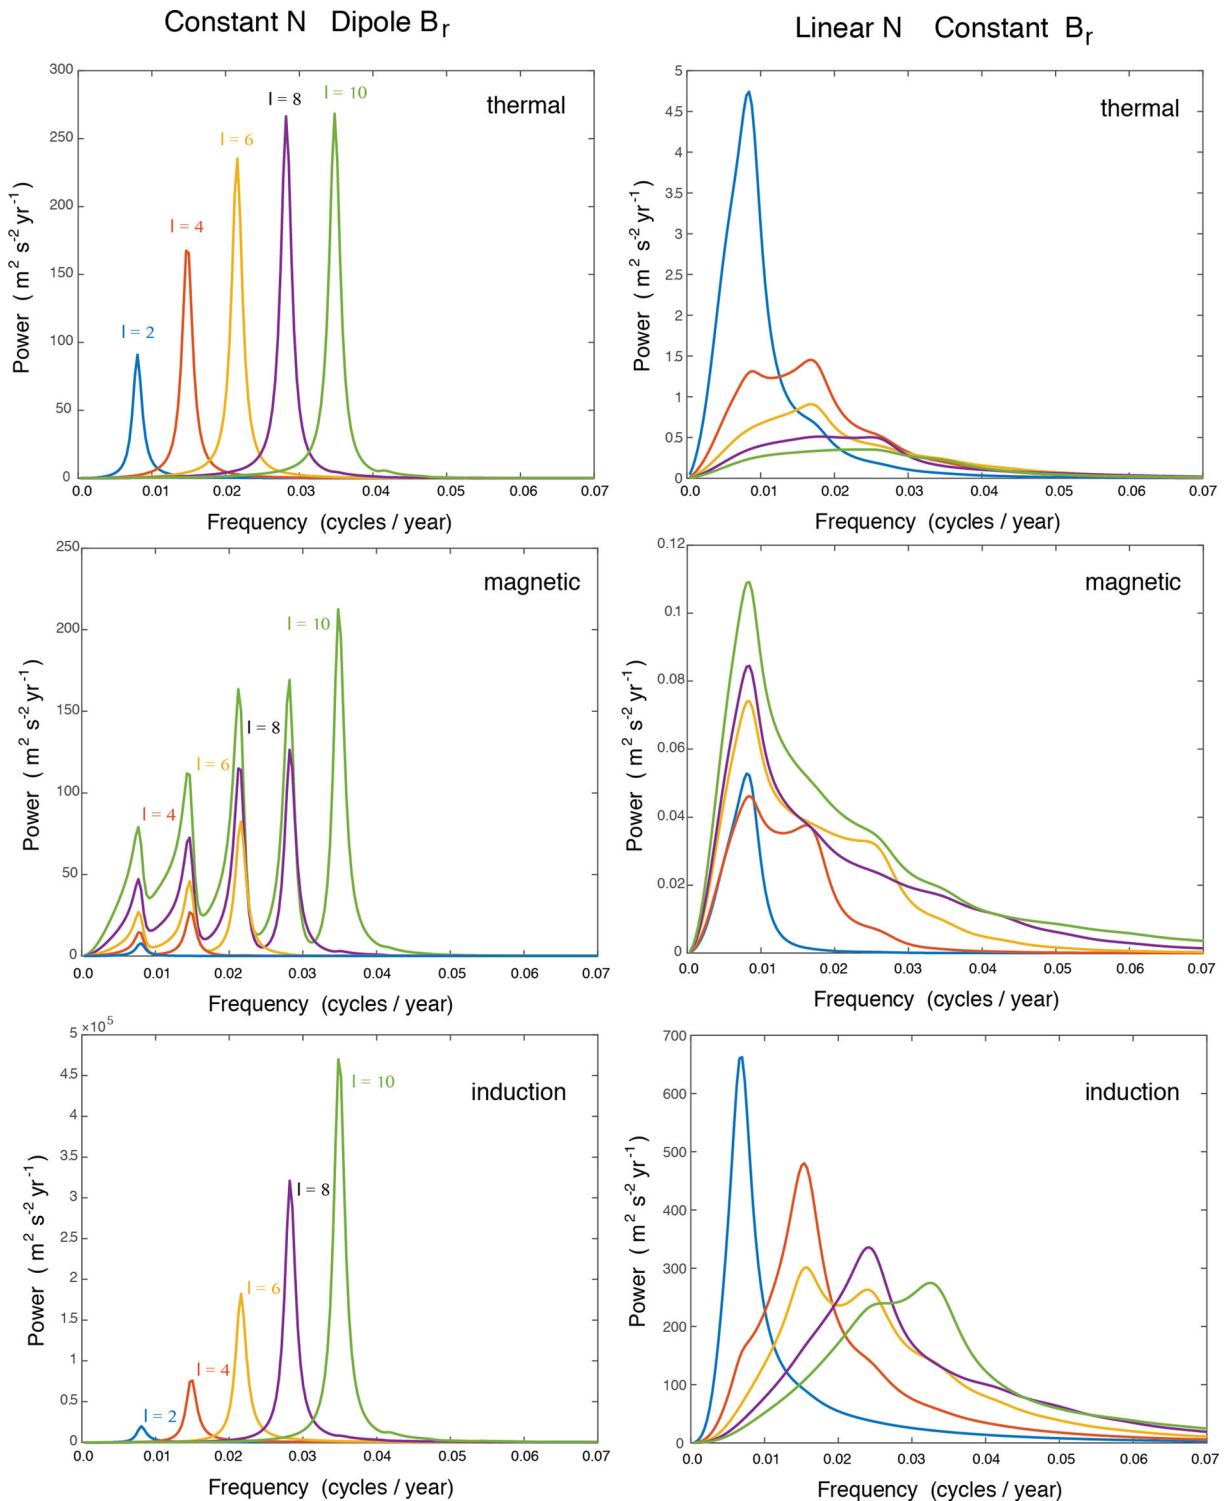 Constant N Dipole Br
Linear N Constant Br
thermal
300
250
200
150
100
50
0
l = 2
l = 4
l = 6
l = 8
l = 10
Power ( m² s⁻² yr⁻¹ )
0.0 0.01 0.02 0.03 0.04 0.05 0.06 0.07
Frequency (cycles / year)
thermal
5
4.5
4
3.5
3
2.5
2
1.5
1
0.5
0
Power ( m² s⁻² yr⁻¹ )
0.0 0.01 0.02 0.03 0.04 0.05 0.06 0.07
Frequency (cycles / year)
magnetic
250
200
150
100
50
0
l = 4
l = 6
l = 8
l = 10
Power ( m² s⁻² yr⁻¹ )
0.0 0.01 0.02 0.03 0.04 0.05 0.06 0.07
Frequency (cycles / year)
magnetic
0.12
0.1
0.08
0.06
0.04
0.02
0
Power ( m² s⁻² yr⁻¹ )
0.0 0.01 0.02 0.03 0.04 0.05 0.06 0.07
Frequency (cycles / year)
induction
5 ×10⁵
4.5
4
3.5
3
2.5
2
1.5
1
0.5
0
l = 2
l = 4
l = 6
l = 8
l = 10
Power ( m² s⁻² yr⁻¹ )
0.0 0.01 0.02 0.03 0.04 0.05 0.06 0.07
Frequency (cycles / year)
induction
700
600
500
400
300
200
100
0
Power ( m² s⁻² yr⁻¹ )
0.0 0.01 0.02 0.03 0.04 0.05 0.06 0.07
Frequency (cycles / year)